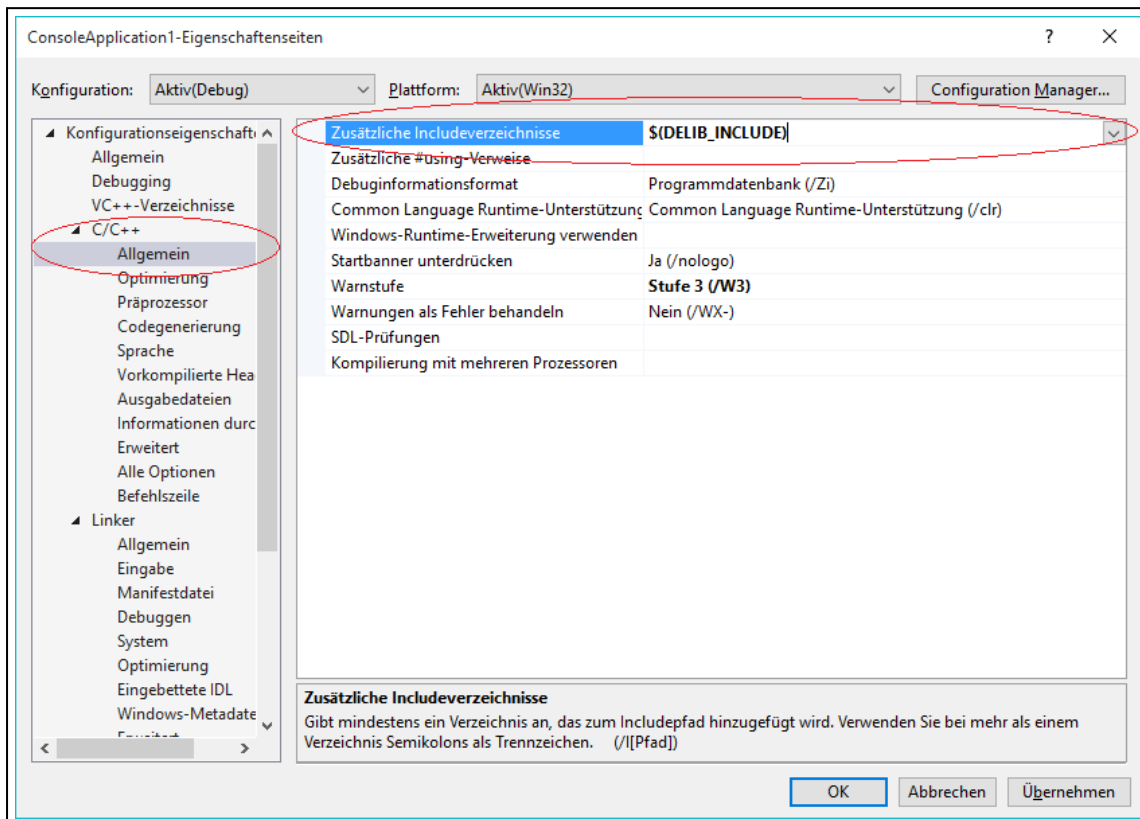 ConsoleApplication1-Eigenschaftenseiten ?
Konfiguration: Aktiv(Debug) Plattform: Aktiv(Win32) Configuration Manager...
Konfigurationseigenschaft
Allgemein
Debugging
VC++-Verzeichnisse
C/C++
Allgemein
Optimierung
Präprozessor
Codegenerierung
Sprache
Vorkompilierte Hea
Ausgabedateien
Informationen durc
Erweitert
Alle Optionen
Befehlszeile
Linker
Allgemein
Eingabe
Manifestdatei
Debuggen
System
Optimierung
Eingebettete IDL
Windows-Metadate
Zusätzliche Includeverzeichnisse $(DELIB_INCLUDE)
Zusätzliche #using-Verweise
Debuginformationsformat Programmdatenbank (/Zi)
Common Language Runtime-Unterstützung Common Language Runtime-Unterstützung (/clr)
Windows-Runtime-Erweiterung verwenden
Startbanner unterdrücken Ja (/nologo)
Warnstufe Stufe 3 (/W3)
Warnungen als Fehler behandeln Nein (/WX-)
SDL-Prüfungen
Kompilierung mit mehreren Prozessoren
Zusätzliche Includeverzeichnisse
Gibt mindestens ein Verzeichnis an, das zum Includepfad hinzugefügt wird. Verwenden Sie bei mehr als einem
Verzeichnis Semikolons als Trennzeichen. (/I[Pfad])
OK Abbrechen Übernehmen